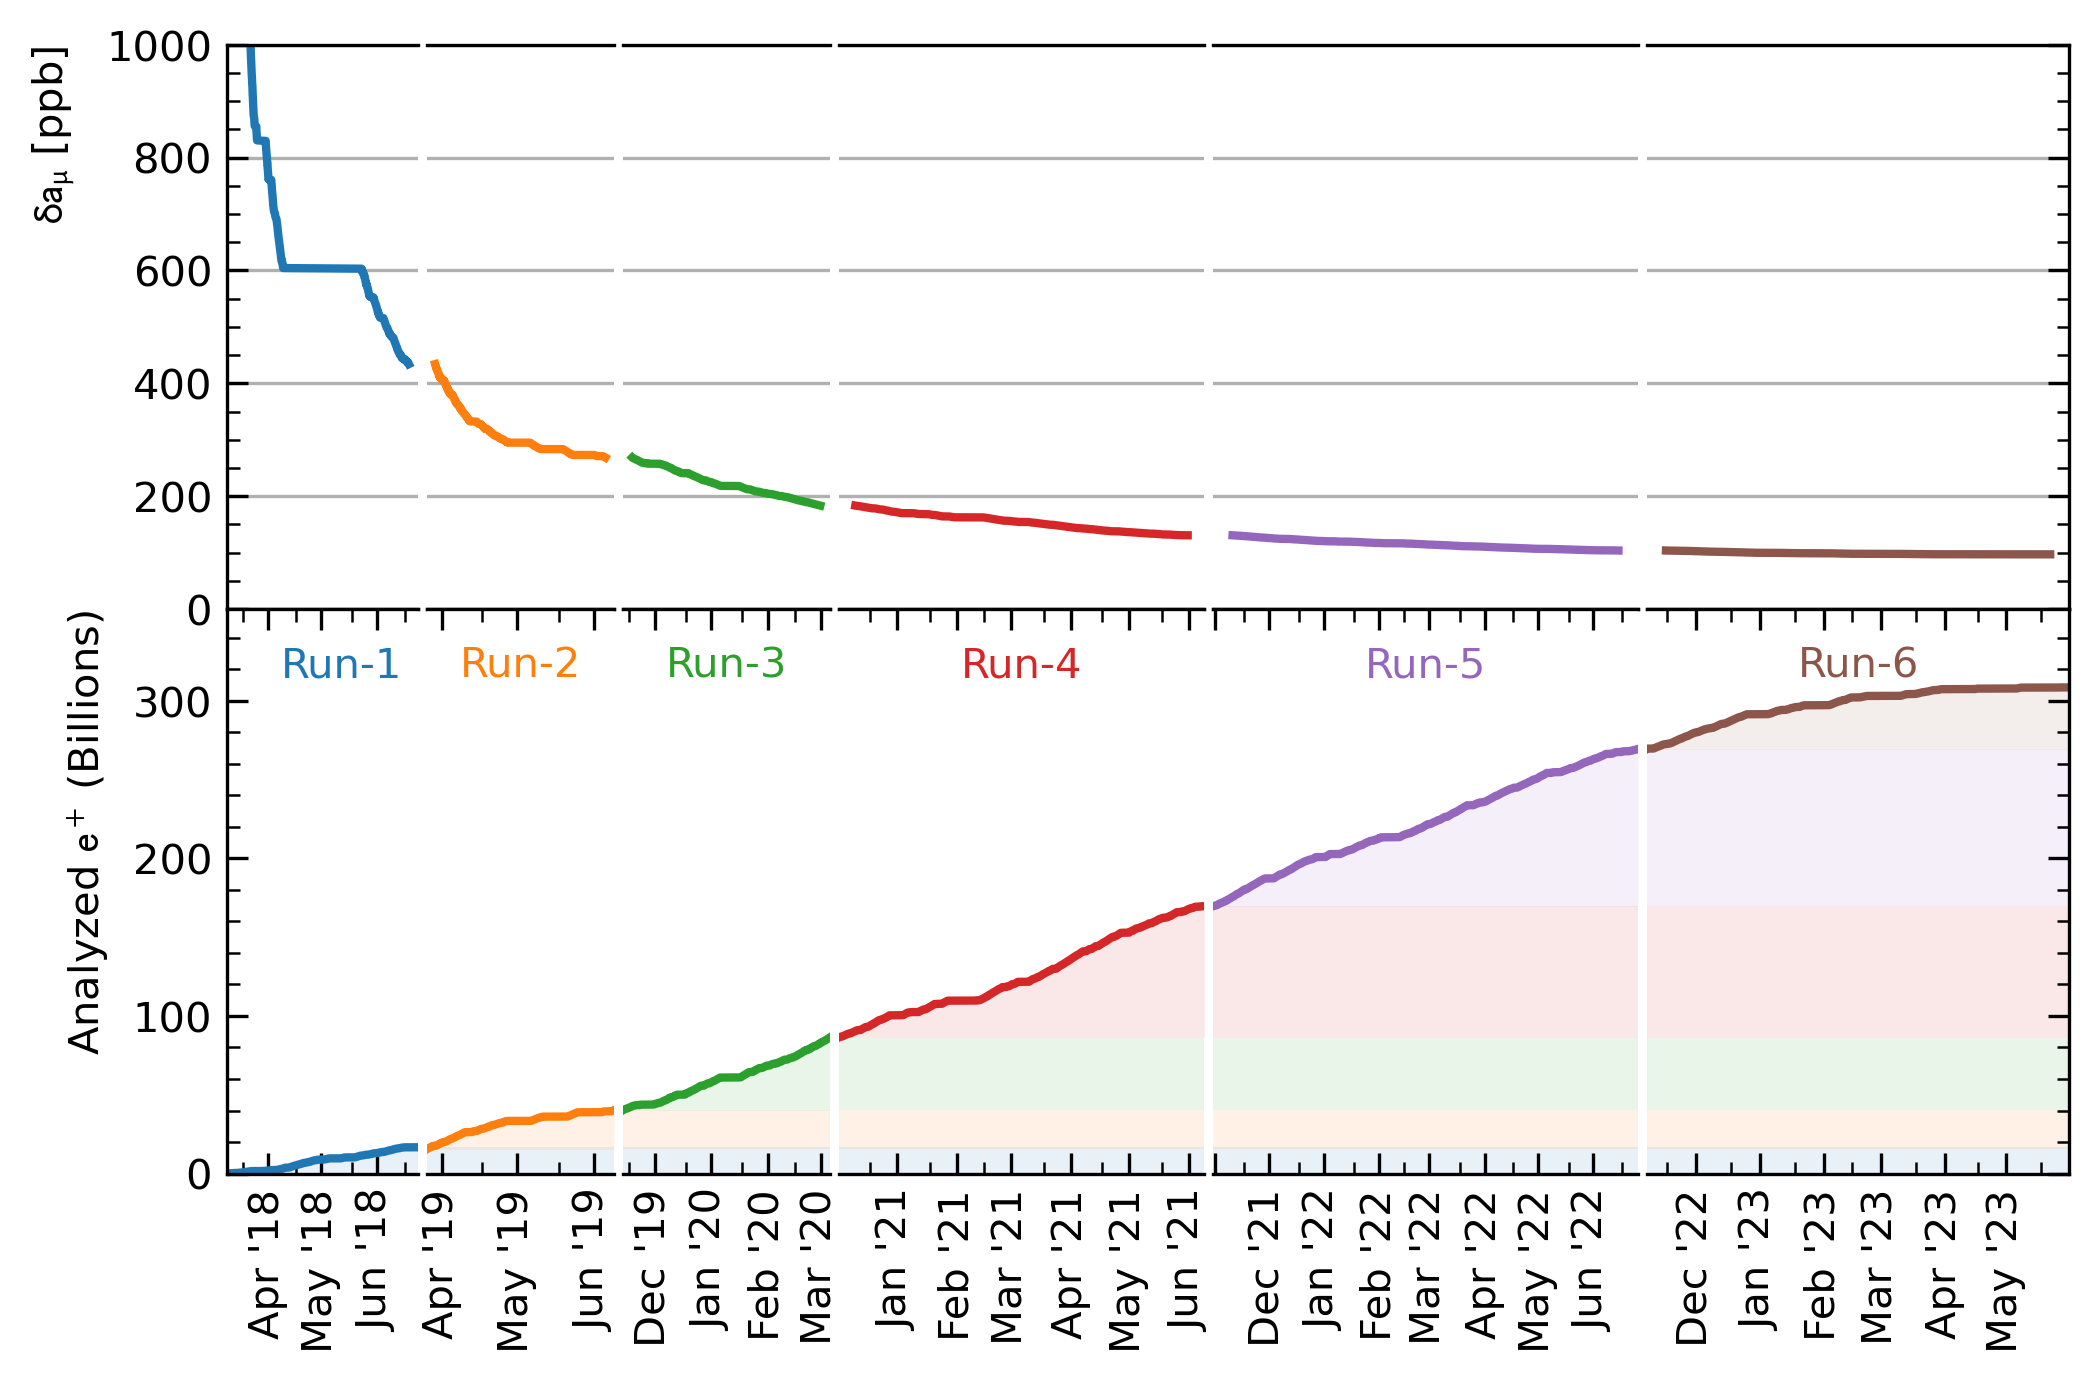 δaμ [ppb]
1000
800
600
400
200
0
Run-1 Run-2 Run-3 Run-4 Run-5 Run-6
Analyzed e⁺ (Billions)
300
200
100
0
Apr '18 May '18 Jun '18 Apr '19 May '19 Jun '19 Dec '19 Jan '20 Feb '20 Mar '20 Jan '21 Feb '21 Mar '21 Apr '21 May '21 Jun '21 Dec '21 Jan '22 Feb '22 Mar '22 Apr '22 May '22 Jun '22 Dec '22 Jan '23 Feb '23 Mar '23 Apr '23 May '23